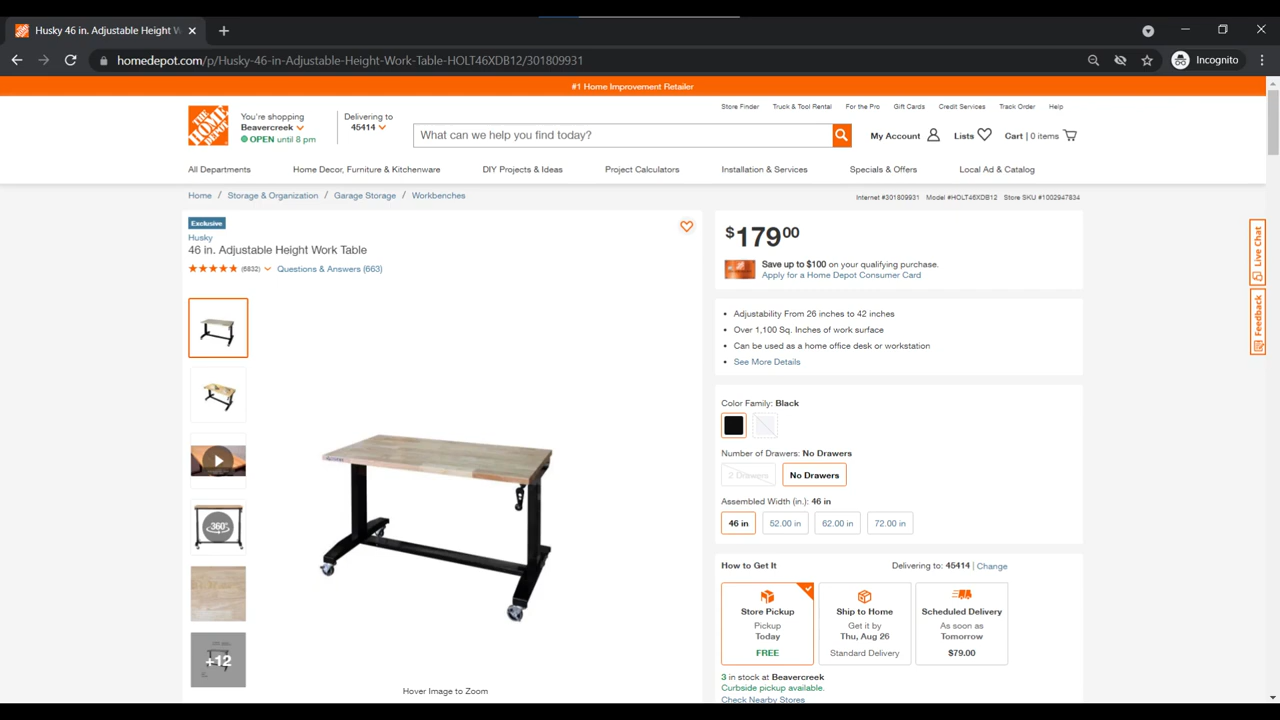 Husky 46 in. Adjustable Height W
homedepot.com/p/Husky-46-in-Adjustable-Height-Work-Table-HOLT46XDB12/301809931
Incognito
#1 Home Improvement Retailer
Store Finder
Truck & Tool Rental
For the Pro
Gift Cards
Credit Services
Track Order
Help
THE HOME DEPOT
You're shopping
Beavercreek
OPEN until 8 pm
Delivering to
45414
What can we help you find today?
My Account
Lists
Cart | 0 items
All Departments
Home Decor, Furniture & Kitchenware
DIY Projects & Ideas
Project Calculators
Installation & Services
Specials & Offers
Local Ad & Catalog
Home / Storage & Organization / Garage Storage / Workbenches
Internet #301809931 Model #HOLT46XDB12 Store SKU #1002947834
Exclusive
Husky
46 in. Adjustable Height Work Table
(6832)
Questions & Answers (663)
360°
+12
Hover Image to Zoom
$179.00
Save up to $100 on your qualifying purchase.
Apply for a Home Depot Consumer Card
Adjustability From 26 inches to 42 inches
Over 1,100 Sq. Inches of work surface
Can be used as a home office desk or workstation
See More Details
Color Family: Black
Number of Drawers: No Drawers
2 Drawers
No Drawers
Assembled Width (in.): 46 in
46 in
52.00 in
62.00 in
72.00 in
How to Get It
Delivering to: 45414 | Change
Store Pickup
Pickup
Today
FREE
Ship to Home
Get it by
Thu, Aug 26
Standard Delivery
Scheduled Delivery
As soon as
Tomorrow
$79.00
3 in stock at Beavercreek
Curbside pickup available.
Check Nearby Stores
Live Chat
Feedback